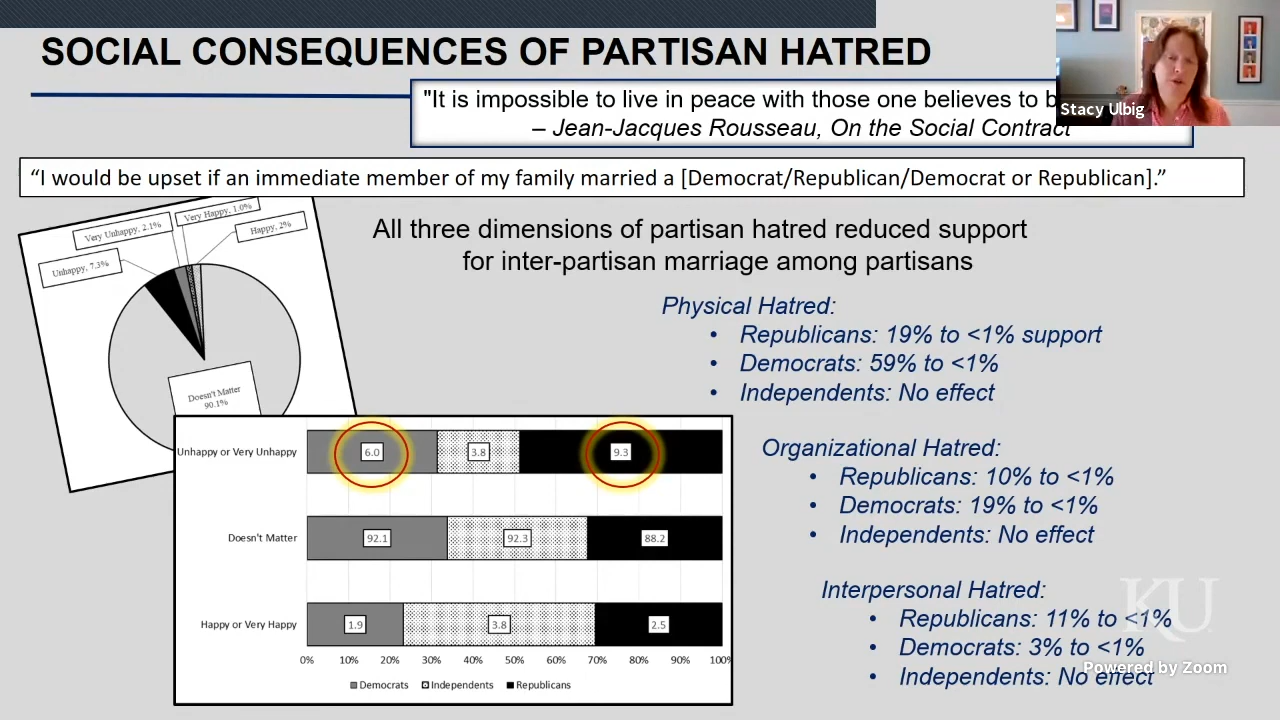 SOCIAL CONSEQUENCES OF PARTISAN HATRED
Stacy Ulbig
"It is impossible to live in peace with those one believes to
– Jean-Jacques Rousseau, On the Social Contract
“I would be upset if an immediate member of my family married a [Democrat/Republican/Democrat or Republican].”
Very Unhappy, 2.1%
Very Happy, 1.0%
Happy, 2%
Unhappy, 7.3%
Doesn't Matter
90.1%
All three dimensions of partisan hatred reduced support
for inter-partisan marriage among partisans
Physical Hatred:
• Republicans: 19% to <1% support
• Democrats: 59% to <1%
• Independents: No effect
Unhappy or Very Unhappy
6.0
3.8
9.3
Doesn't Matter
92.1
92.3
88.2
Happy or Very Happy
1.9
3.8
2.5
0% 10% 20% 30% 40% 50% 60% 70% 80% 90% 100%
Democrats Independents Republicans
Organizational Hatred:
• Republicans: 10% to <1%
• Democrats: 19% to <1%
• Independents: No effect
Interpersonal Hatred:
• Republicans: 11% to <1%
• Democrats: 3% to <1%
• Independents: No effect
KU
Powered by Zoom